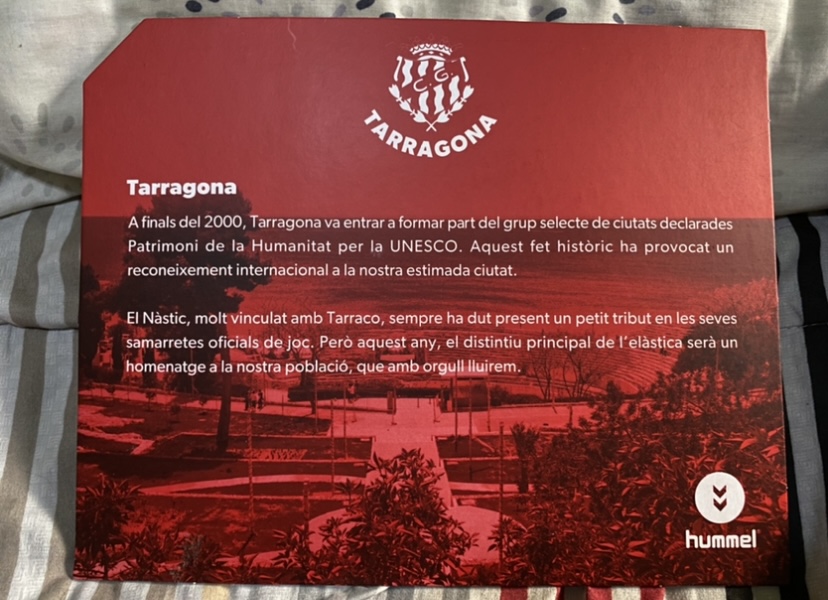 C. G.
TARRAGONA
Tarragona
A finals del 2000, Tarragona va entrar a formar part del grup selecte de ciutats declarades
Patrimoni de la Humanitat per la UNESCO. Aquest fet històric ha provocat un
reconeixement internacional a la nostra estimada ciutat.
El Nàstic, molt vinculat amb Tarraco, sempre ha dut present un petit tribut en les seves
samarretes oficials de joc. Però aquest any, el distintiu principal de l'elàstica serà un
homenatge a la nostra població, que amb orgull lluirem.
hummel